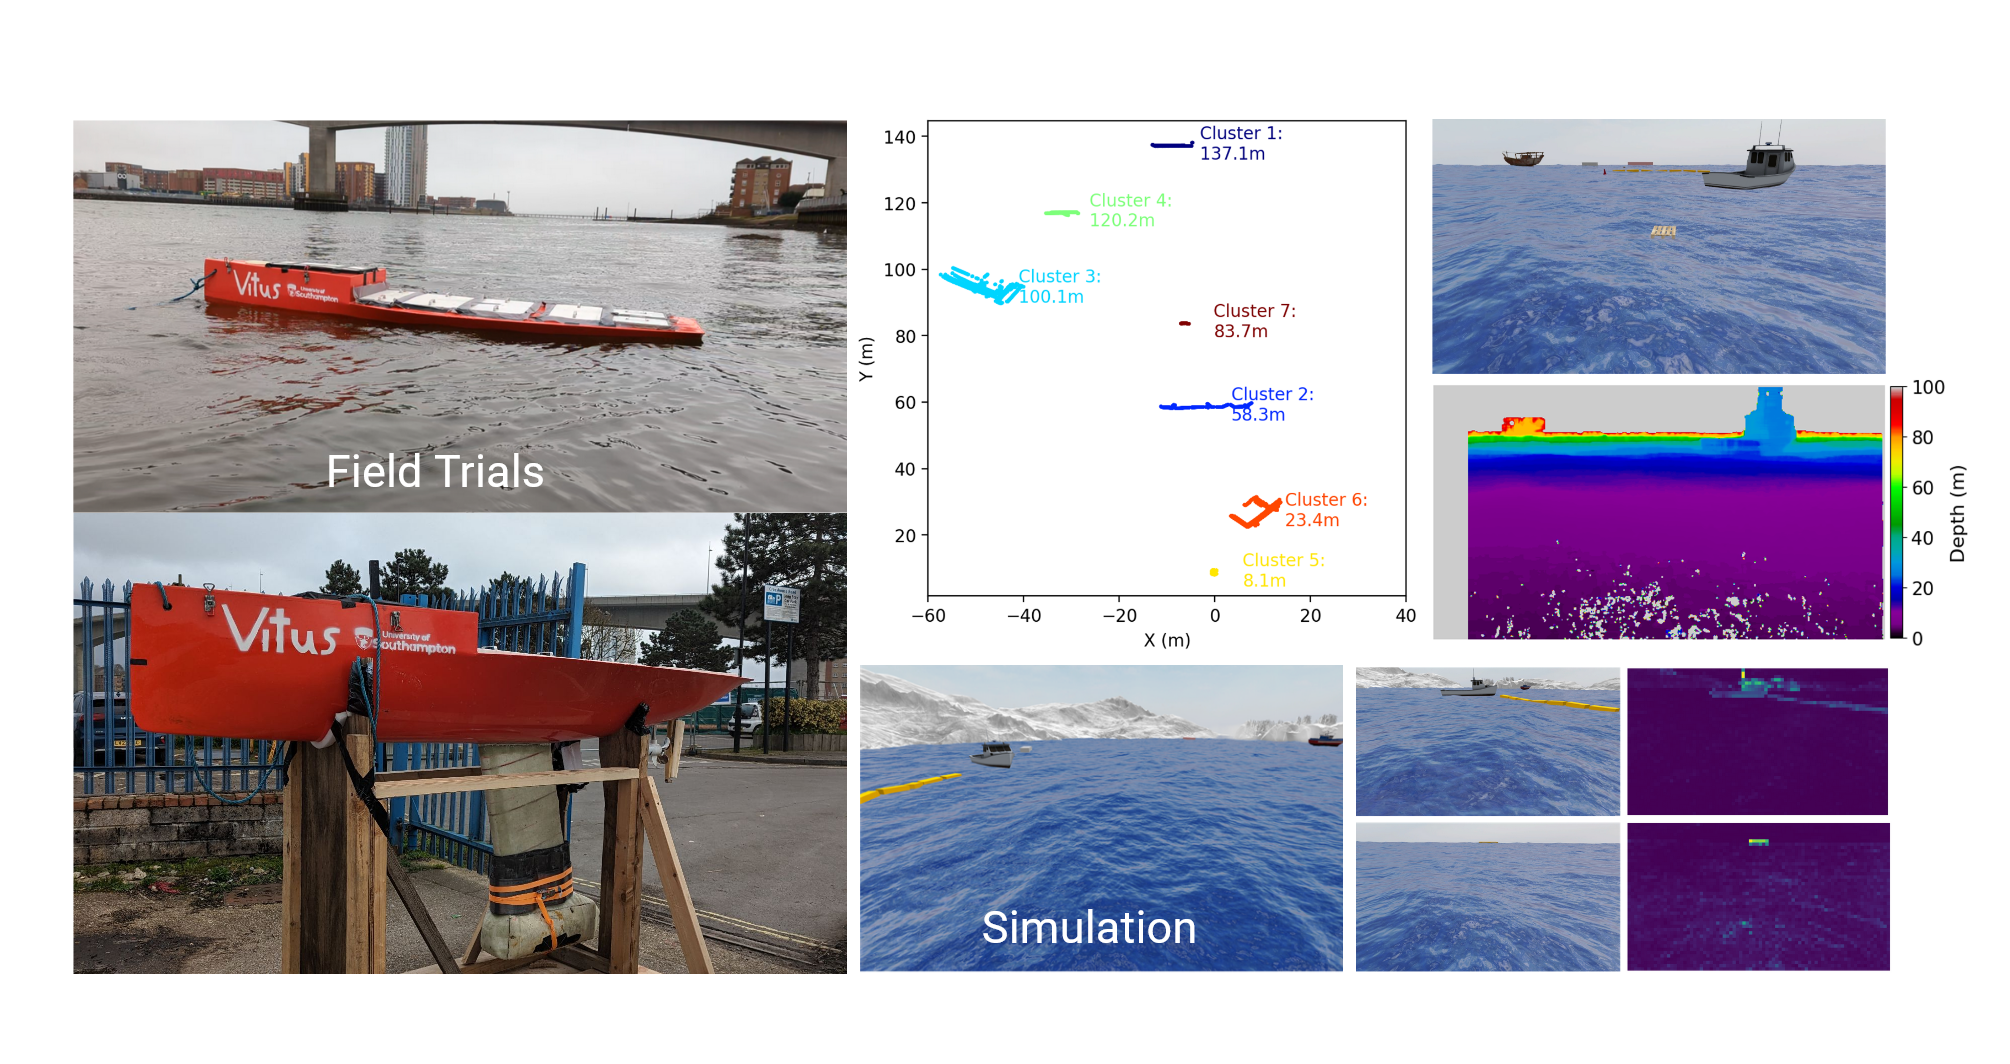 Vitus
University of
Southampton
Field Trials
Vitus
University of
Southampton
140
120
100
80
60
40
20
Y (m)
−60
−40
−20
0
20
40
X (m)
Cluster 1:
137.1m
Cluster 4:
120.2m
Cluster 3:
100.1m
Cluster 7:
83.7m
Cluster 2:
58.3m
Cluster 6:
23.4m
Cluster 5:
8.1m
100
80
60
40
20
0
Depth (m)
Simulation